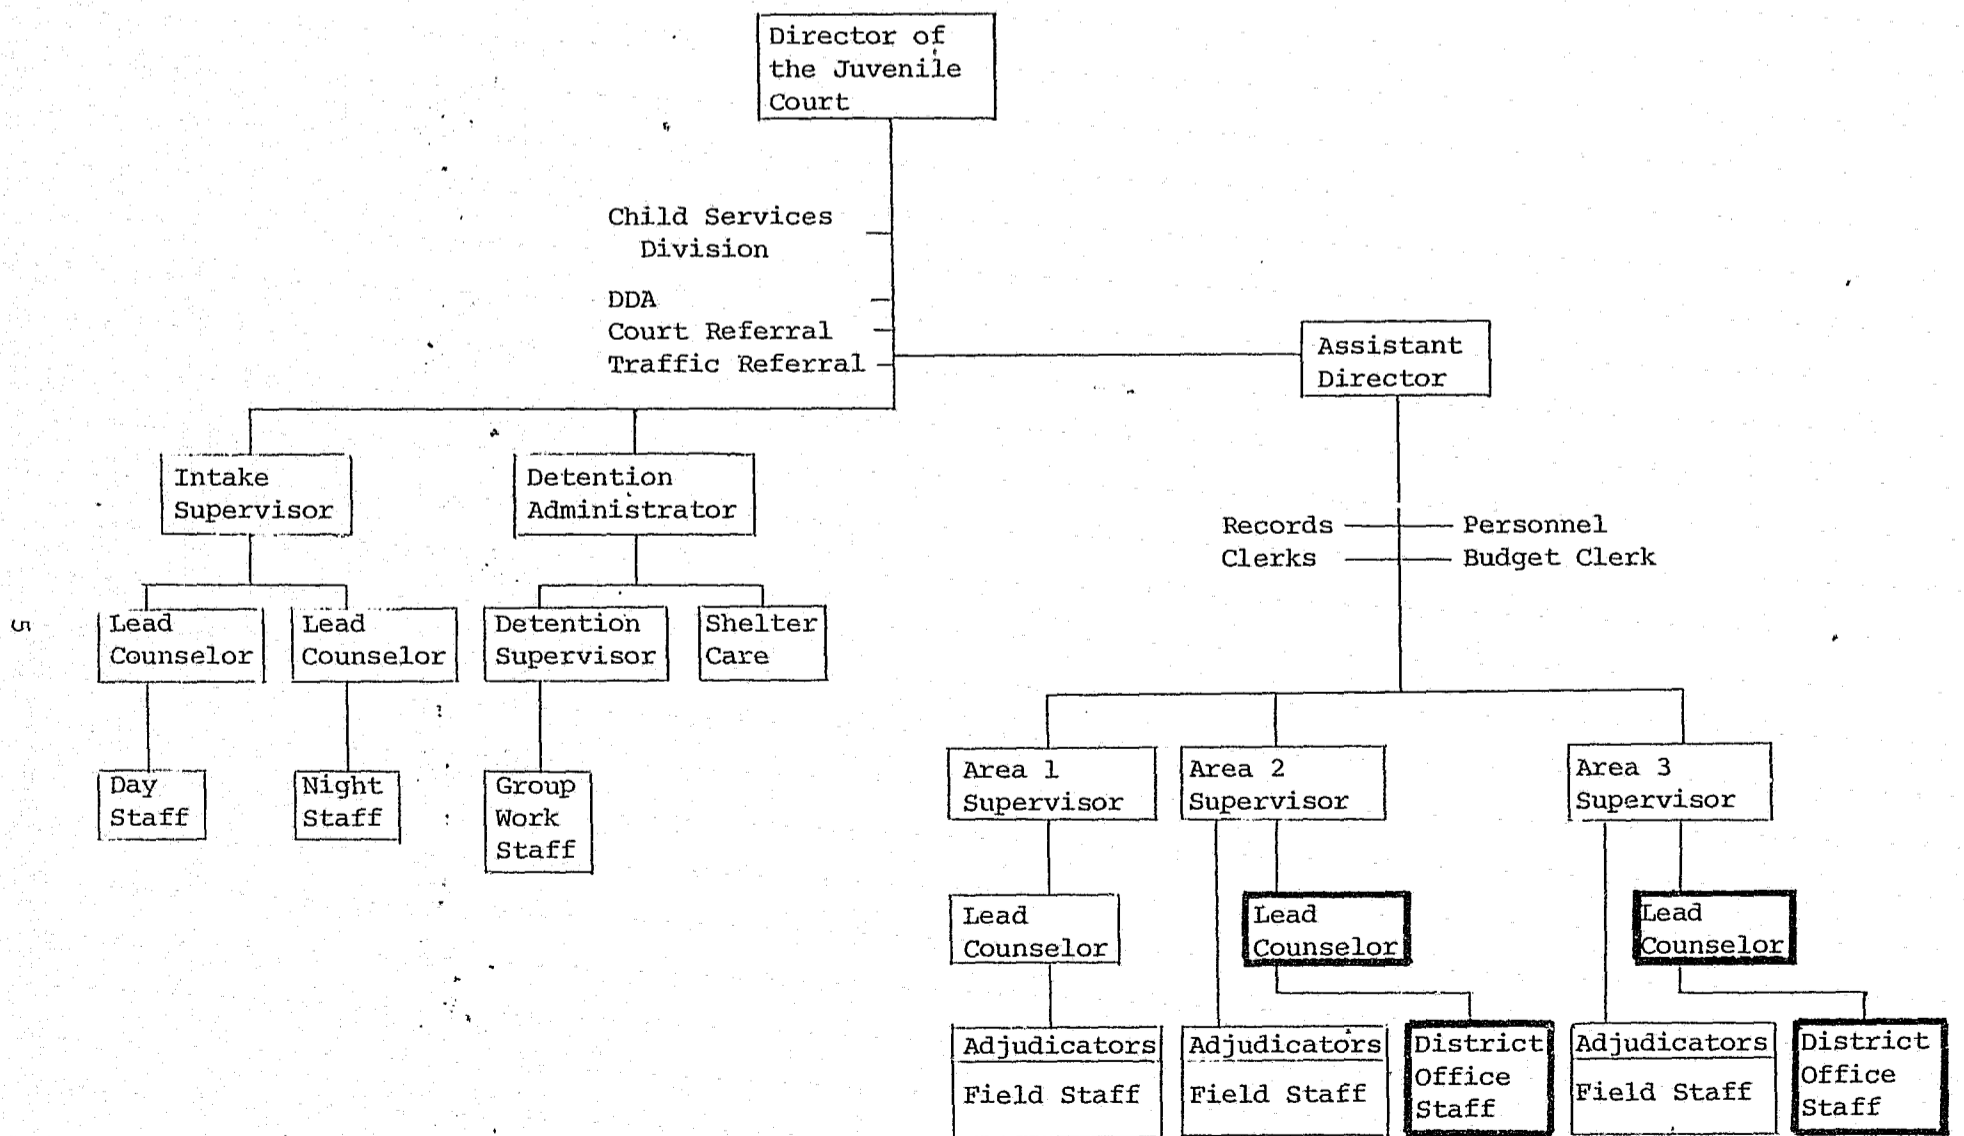 Director of
the Juvenile
Court
Child Services
Division
DDA
Court Referral
Traffic Referral
Assistant
Director
Intake
Supervisor
Detention
Administrator
Records
Personnel
Clerks
Budget Clerk
Lead
Counselor
Lead
Counselor
Detention
Supervisor
Shelter
Care
5
Day
Staff
Night
Staff
Group
Work
Staff
Area 1
Supervisor
Area 2
Supervisor
Area 3
Supervisor
Lead
Counselor
Lead
Counselor
Lead
Counselor
Adjudicators
Field Staff
Adjudicators
Field Staff
District
Office
Staff
Adjudicators
Field Staff
District
Office
Staff